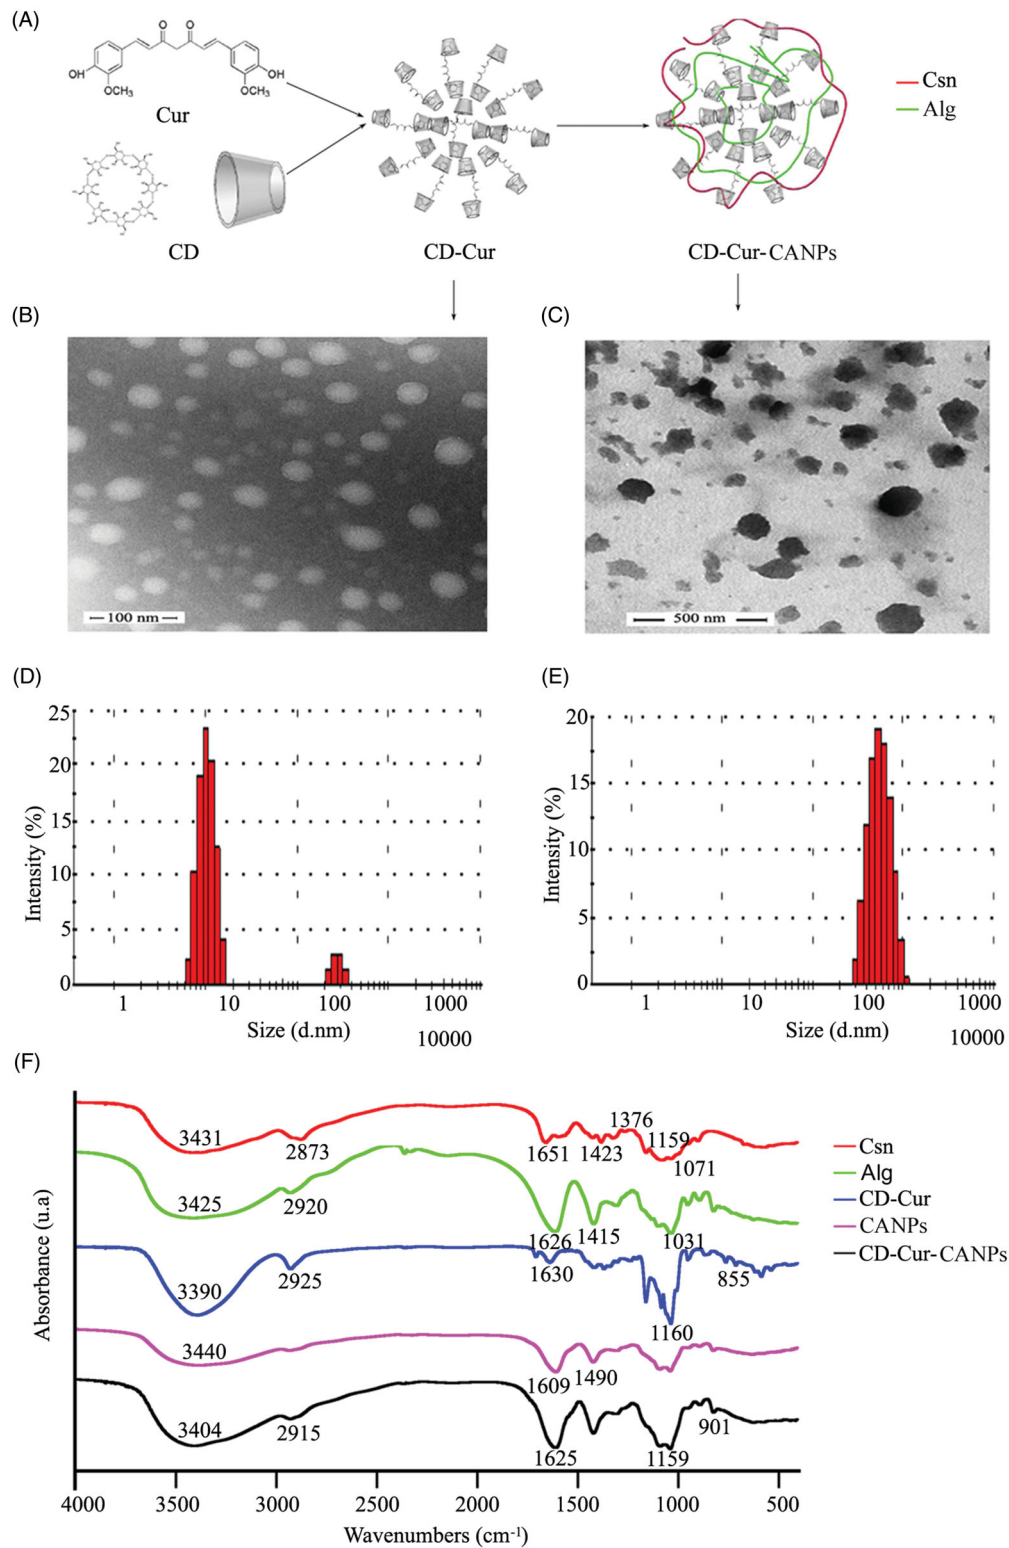 (A)
O O
OH
OCH₃
OCH₃
OH
Cur
CD
CD-Cur
CD-Cur-CANPs
Csn
Alg
(B)
100 nm
(C)
500 nm
(D)
25
20
15
10
5
0
Intensity (%)
1 10 100 1000
Size (d.nm)
10000
(E)
20
15
10
5
0
Intensity (%)
1 10 100 1000
Size (d.nm)
10000
(F)
Absorbance (u.a)
3431 2873 1651 1423 1376 1159 1071
3425 2920 1626 1415 1031
3390 2925 1630 1160 855
3440 1609 1490
3404 2915 1625 1159 901
Csn
Alg
CD-Cur
CANPs
CD-Cur-CANPs
4000 3500 3000 2500 2000 1500 1000 500
Wavenumbers (cm⁻¹)